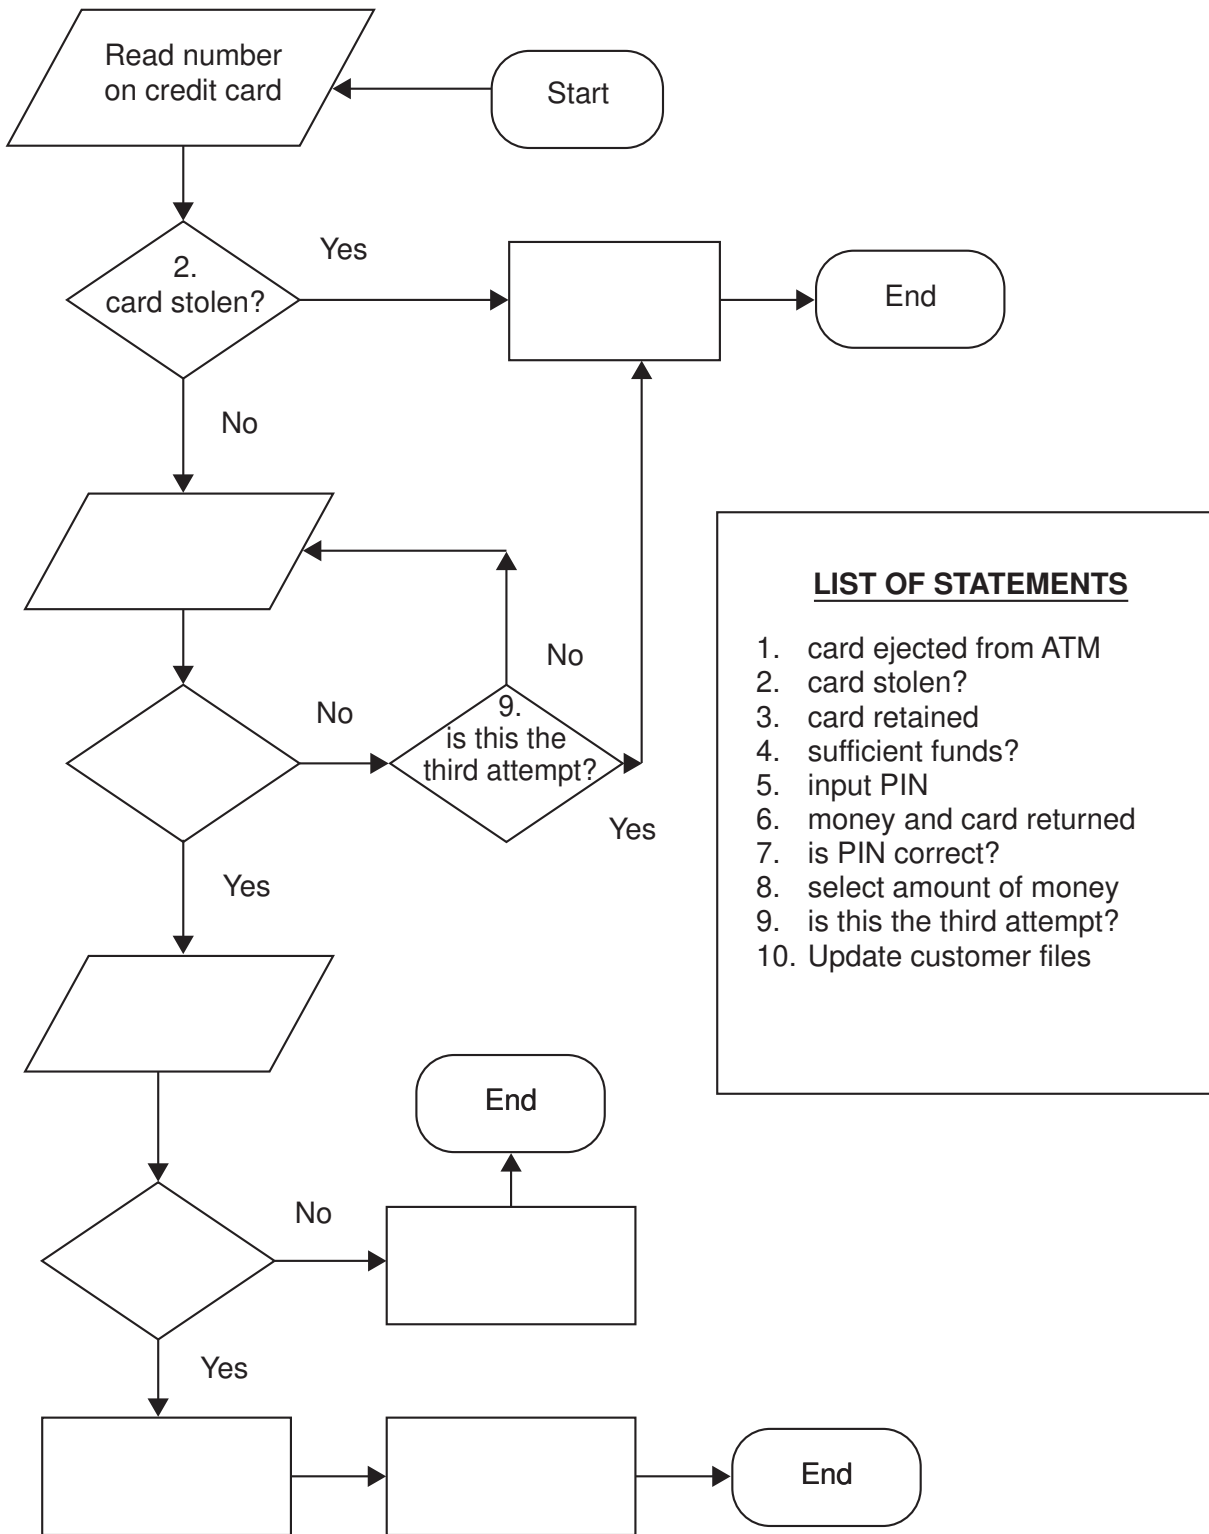 Read number
on credit card
Start
2.
card stolen?
Yes
End
No
No
No
9.
is this the
third attempt?
Yes
Yes
LIST OF STATEMENTS
1. card ejected from ATM
2. card stolen?
3. card retained
4. sufficient funds?
5. input PIN
6. money and card returned
7. is PIN correct?
8. select amount of money
9. is this the third attempt?
10. Update customer files
End
No
Yes
End